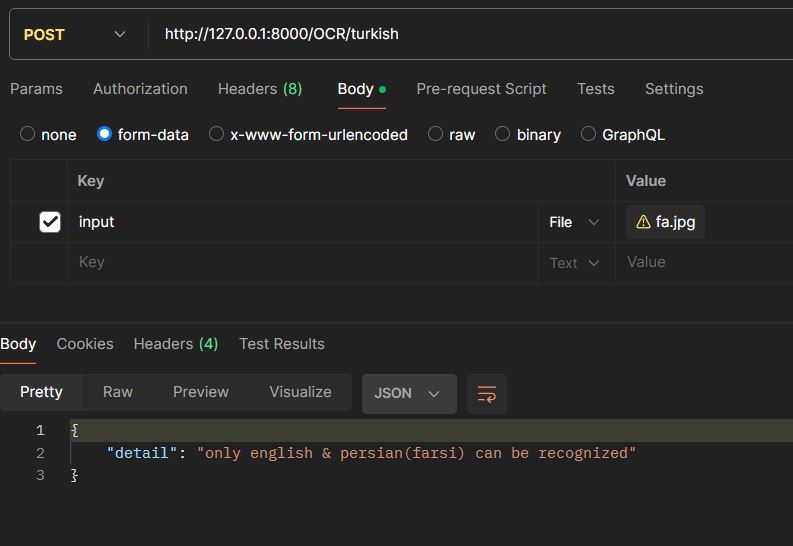 POST http://127.0.0.1:8000/OCR/turkish
Params Authorization Headers (8) Body Pre-request Script Tests Settings
none form-data x-www-form-urlencoded raw binary GraphQL
Key Value
input File fa.jpg
Key Text Value
Body Cookies Headers (4) Test Results
Pretty Raw Preview Visualize JSON
1 {
2 "detail": "only english & persian(farsi) can be recognized"
3 }